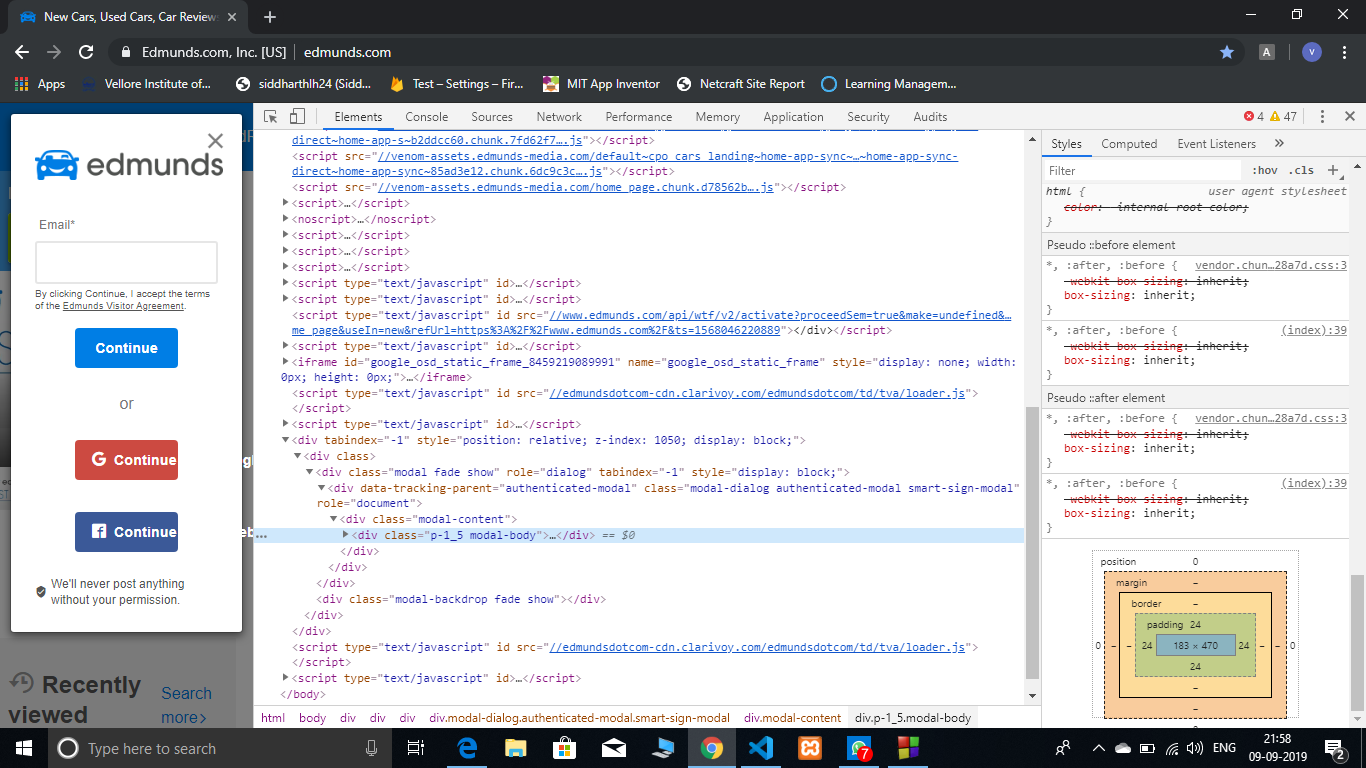 New Cars, Used Cars, Car Reviews
Edmunds.com, Inc. [US] | edmunds.com
A
V
Apps
Vellore Institute of...
siddharthlh24 (Sidd...
Test – Settings – Fir...
MIT App Inventor
Netcraft Site Report
Learning Managem...
edmunds
Email*
By clicking Continue, I accept the terms
of the Edmunds Visitor Agreement.
Continue
or
G Continue
Continue
We'll never post anything
without your permission.
Recently
viewed
Search
more
Elements
Console
Sources
Network
Performance
Memory
Application
Security
Audits
4
47
direct~home-app-s~b2ddcc60.chunk.7fd62f7….js"></script>
<script src="//venom-assets.edmunds-media.com/default~cpo_cars_landing~home-app-sync~…~home-app-sync-
direct~home-app-sync~85ad3e12.chunk.6dc9c3c….js"></script>
<script src="//venom-assets.edmunds-media.com/home_page.chunk.d78562b….js"></script>
<script>…</script>
<noscript>…</noscript>
<script>…</script>
<script>…</script>
<script>…</script>
<script type="text/javascript" id>…</script>
<script type="text/javascript" id>…</script>
<script type="text/javascript" id src="//www.edmunds.com/api/wtf/v2/activate?proceedSem=true&make=undefined&…
me_page&useIn=new&refUrl=https%3A%2F%2Fwww.edmunds.com%2F&ts=1568046220889"></div></script>
<script type="text/javascript" id>…</script>
<iframe id="google_osd_static_frame_8459219089991" name="google_osd_static_frame" style="display: none; width:
0px; height: 0px;">…</iframe>
<script type="text/javascript" id src="//edmundsdotcom-cdn.clarivoy.com/edmundsdotcom/td/tva/loader.js">
</script>
<script type="text/javascript" id>…</script>
<div tabindex="-1" style="position: relative; z-index: 1050; display: block;">
<div class>
<div class="modal fade show" role="dialog" tabindex="-1" style="display: block;">
<div data-tracking-parent="authenticated-modal" class="modal-dialog authenticated-modal smart-sign-modal"
role="document">
<div class="modal-content">
... <div class="p-1_5 modal-body">…</div> == $0
</div>
</div>
</div>
<div class="modal-backdrop fade show"></div>
</div>
</div>
<script type="text/javascript" id src="//edmundsdotcom-cdn.clarivoy.com/edmundsdotcom/td/tva/loader.js">
</script>
<script type="text/javascript" id>…</script>
</body>
html body div div div div.modal-dialog.authenticated-modal.smart-sign-modal div.modal-content div.p-1_5.modal-body
Styles
Computed
Event Listeners
Filter
:hov .cls +
html { user agent stylesheet
color: -internal-root-color;
}
Pseudo ::before element
*, :after, :before { vendor.chun…28a7d.css:3
-webkit-box-sizing: inherit;
box-sizing: inherit;
}
*, :after, :before { (index):39
-webkit-box-sizing: inherit;
box-sizing: inherit;
}
Pseudo ::after element
*, :after, :before { vendor.chun…28a7d.css:3
-webkit-box-sizing: inherit;
box-sizing: inherit;
}
*, :after, :before { (index):39
-webkit-box-sizing: inherit;
box-sizing: inherit;
}
position 0
margin –
border –
padding 24
0 – – 24 183 × 470 24 – – 0
24
–
–
Type here to search
7
ENG
21:58
09-09-2019
2